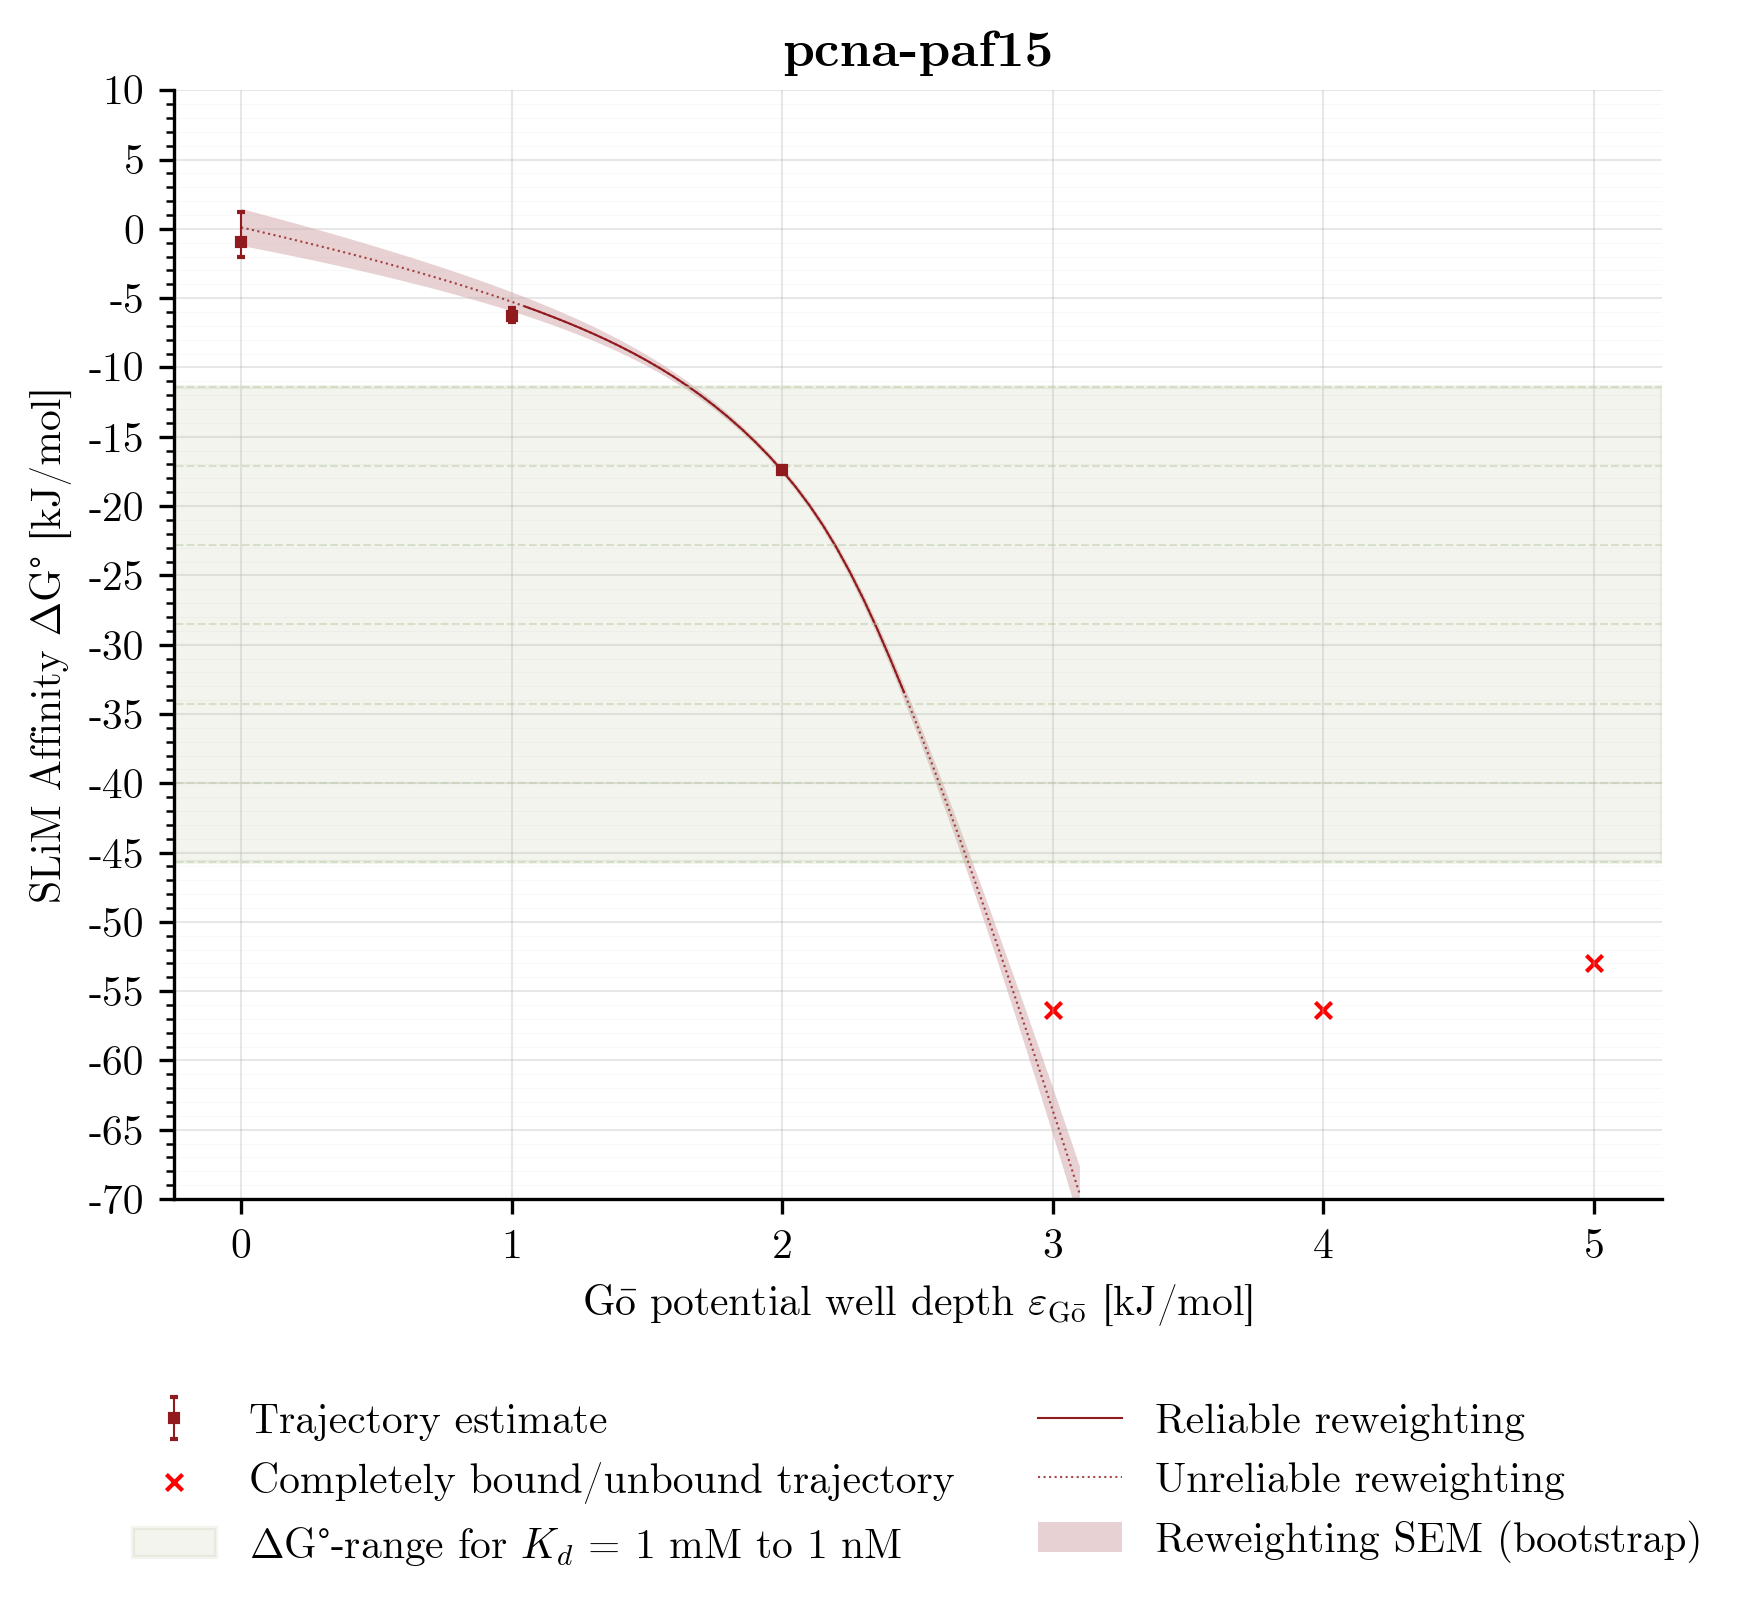 pcna-paf15
10
5
0
-5
-10
-15
-20
-25
-30
-35
-40
-45
-50
-55
-60
-65
-70
SLiM Affinity ΔG° [kJ/mol]
0 1 2 3 4 5
Gō potential well depth εGō [kJ/mol]
Trajectory estimate
Completely bound/unbound trajectory
ΔG°-range for Kd = 1 mM to 1 nM
Reliable reweighting
Unreliable reweighting
Reweighting SEM (bootstrap)